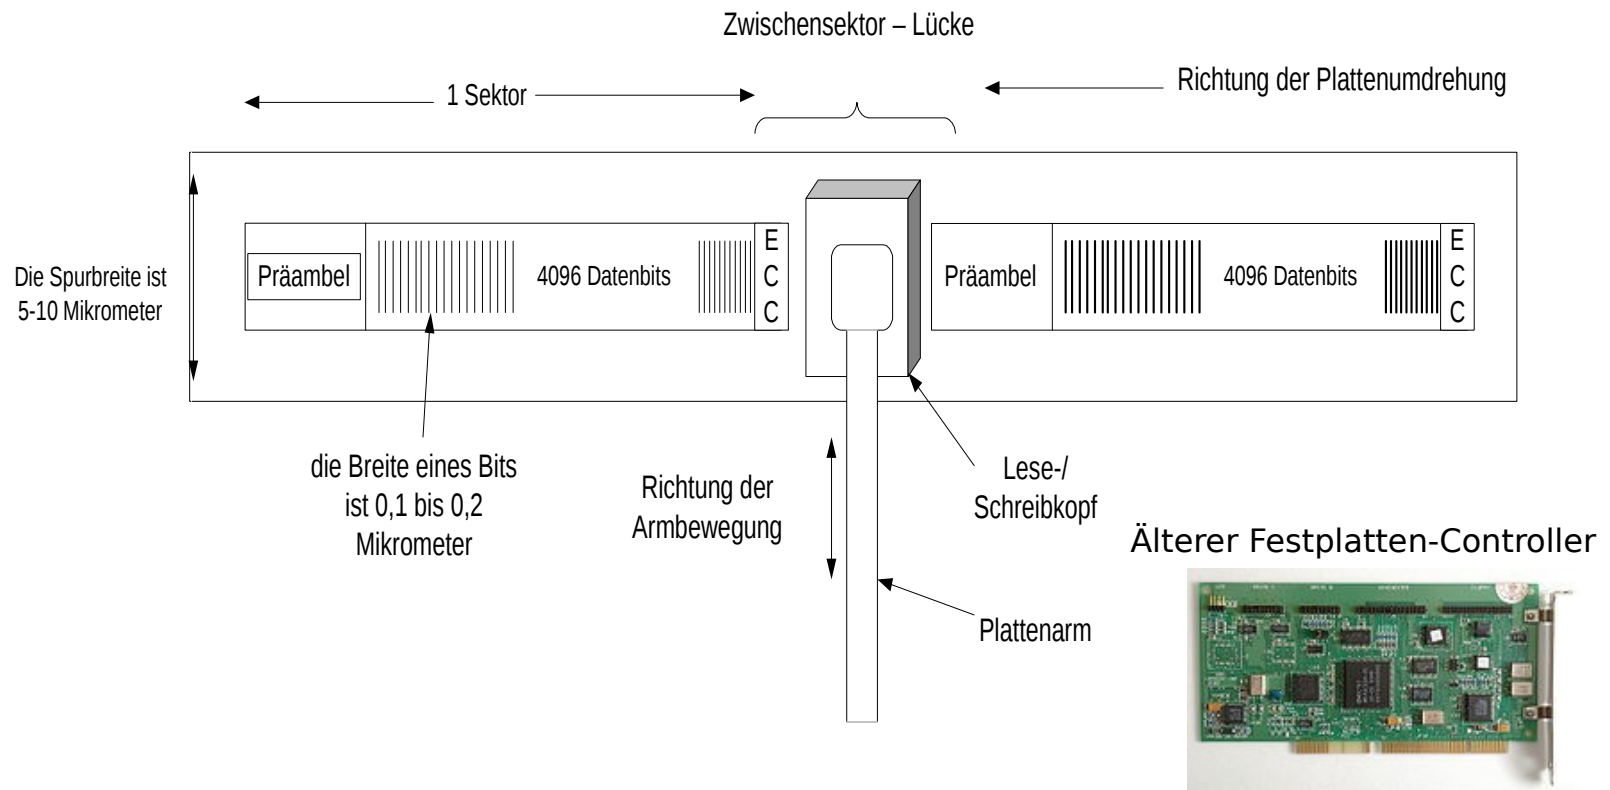 Zwischensektor – Lücke
1 Sektor
Richtung der Plattenumdrehung
Die Spurbreite ist
5-10 Mikrometer
Präambel
4096 Datenbits
E
C
C
Präambel
4096 Datenbits
E
C
C
die Breite eines Bits
ist 0,1 bis 0,2
Mikrometer
Richtung der
Armbewegung
Lese-/
Schreibkopf
Plattenarm
Älterer Festplatten-Controller